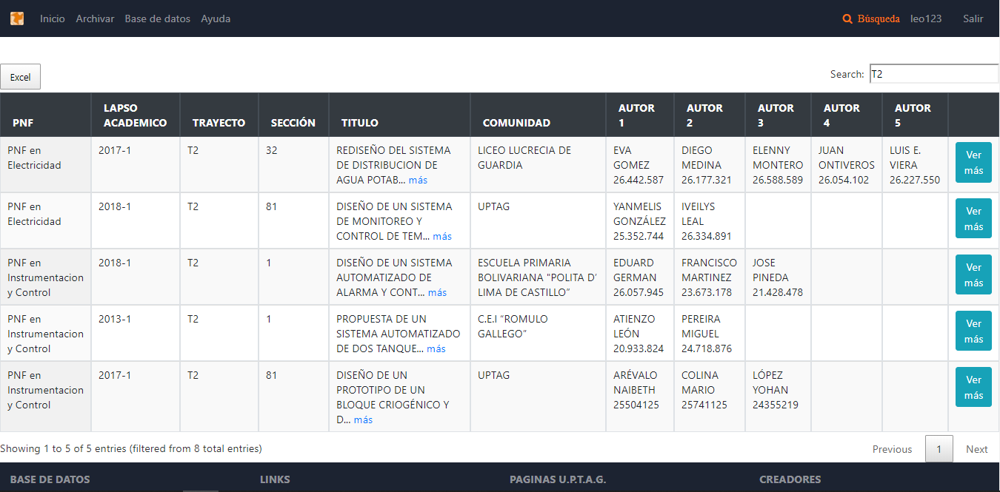 Inicio Archivar Base de datos Ayuda Búsqueda leo123 Salir
Excel Search: T2
PNF LAPSO ACADEMICO TRAYECTO SECCIÓN TITULO COMUNIDAD AUTOR 1 AUTOR 2 AUTOR 3 AUTOR 4 AUTOR 5
PNF en Electricidad 2017-1 T2 32 REDISEÑO DEL SISTEMA DE DISTRIBUCION DE AGUA POTAB... más LICEO LUCRECIA DE GUARDIA EVA GOMEZ 26.442.587 DIEGO MEDINA 26.177.321 ELENNY MONTERO 26.588.589 JUAN ONTIVEROS 26.054.102 LUIS E. VIERA 26.227.550 Ver más
PNF en Electricidad 2018-1 T2 81 DISEÑO DE UN SISTEMA DE MONITOREO Y CONTROL DE TEM... más UPTAG YANMELIS GONZÁLEZ 25.352.744 IVEILYS LEAL 26.334.891 Ver más
PNF en Instrumentacion y Control 2018-1 T2 1 DISEÑO DE UN SISTEMA AUTOMATIZADO DE ALARMA Y CONT... más ESCUELA PRIMARIA BOLIVARIANA "POLITA D' LIMA DE CASTILLO" EDUARD GERMAN 26.057.945 FRANCISCO MARTINEZ 23.673.178 JOSE PINEDA 21.428.478 Ver más
PNF en Instrumentacion y Control 2013-1 T2 1 PROPUESTA DE UN SISTEMA AUTOMATIZADO DE DOS TANQUE... más C.E.I "ROMULO GALLEGO" ATIENZO LEÓN 20.933.824 PEREIRA MIGUEL 24.718.876 Ver más
PNF en Instrumentacion y Control 2017-1 T2 81 DISEÑO DE UN PROTOTIPO DE UN BLOQUE CRIOGÉNICO Y D... más UPTAG ARÉVALO NAIBETH 25504125 COLINA MARIO 25741125 LÓPEZ YOHAN 24355219 Ver más
Showing 1 to 5 of 5 entries (filtered from 8 total entries) Previous 1 Next
BASE DE DATOS LINKS PAGINAS U.P.T.A.G. CREADORES